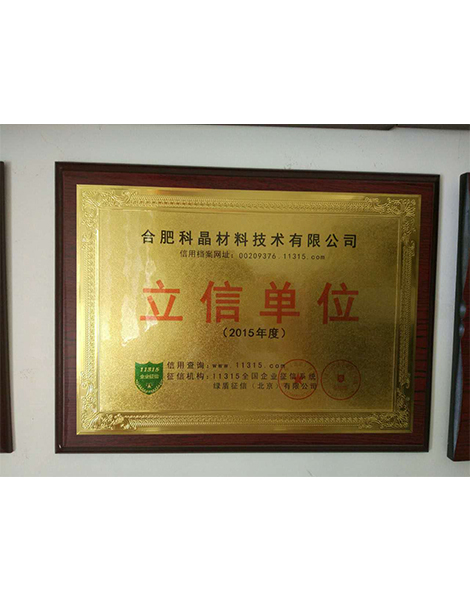 合肥科晶材料技术有限公司
信用档案网址：00209376 11315.com
立信单位
（2015年度）
11315
信用查询：www.11315.com
征信机构：11315全国企业征信系统
绿盾征信（北京）有限公司